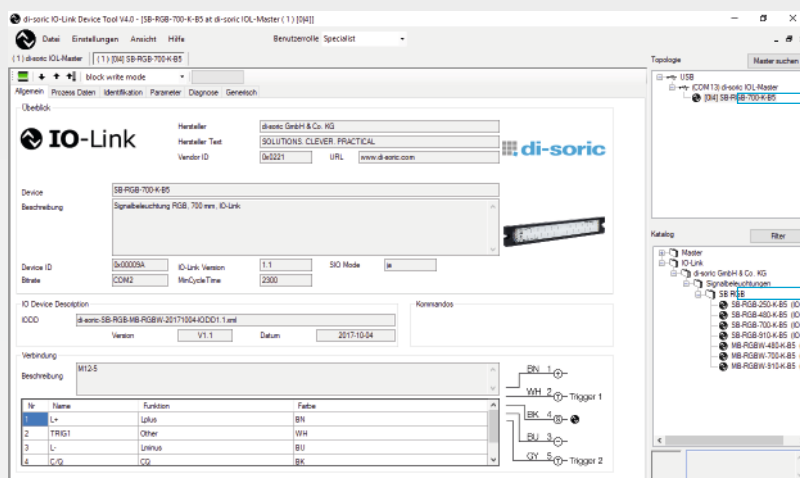 di-soric IO-Link Device Tool V4.0 - [SB-RGB-700-K-B5 at di-soric IOL-Master ( 1 ) [0|4]]
Datei Einstellungen Ansicht Hilfe Benutzerrolle Specialist
( 1 ) di-soric IOL-Master ( 1 ) [0|4] SB-RGB-700-K-B5
block write mode
Allgemein Prozess Daten Identifikation Parameter Diagnose Generisch
Überblick
IO-Link
Hersteller di-soric GmbH & Co. KG
Hersteller Text SOLUTIONS. CLEVER. PRACTICAL
Vendor ID 0x0221 URL www.di-soric.com
di-soric
Device SB-RGB-700-K-B5
Beschreibung Signalbeleuchtung RGB, 700 mm, IO-Link
Device ID 0x00009A IO-Link Version 1.1 SIO Mode ja
Bitrate COM2 MinCycleTime 2300
IO Device Description
IODD di-soric-SB-RGB-MB-RGBW-20171004-IODD1.1.xml
Version V1.1 Datum 2017-10-04
Kommandos
Verbindung
Beschreibung M12-5
Nr Name Funktion Farbe
1 L+ Lplus BN
2 TRIG1 Other WH
3 L- Lminus BU
4 C/Q CQ BK
BN 1
WH 2 Trigger 1
BK 4
BU 3
GY 5 Trigger 2
Topologie Master suchen
USB
(COM 13) di-soric IOL-Master
[0|4] SB-RGB-700-K-B5
Katalog Filter
Master
IO-Link
di-soric GmbH & Co. KG
Signalbeleuchtungen
SB RGB
SB-RGB-250-K-B5 (IO
SB-RGB-480-K-B5 (IO
SB-RGB-700-K-B5 (IO
SB-RGB-910-K-B5 (IO
MB-RGBW-480-K-B5
MB-RGBW-700-K-B5
MB-RGBW-910-K-B5